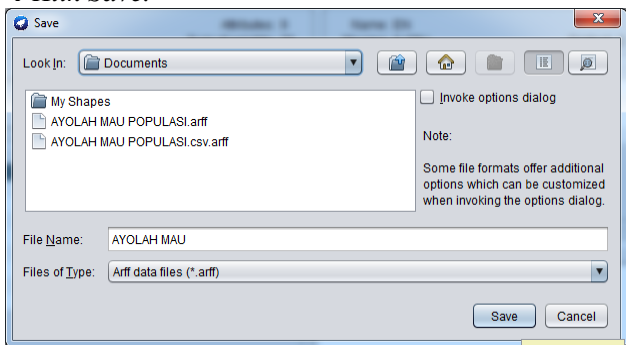 Save
Look In: Documents
My Shapes
AYOLAH MAU POPULASI.arff
AYOLAH MAU POPULASI.csv.arff
Invoke options dialog
Note:
Some file formats offer additional
options which can be customized
when invoking the options dialog.
File Name: AYOLAH MAU
Files of Type: Arff data files (*.arff)
Save Cancel